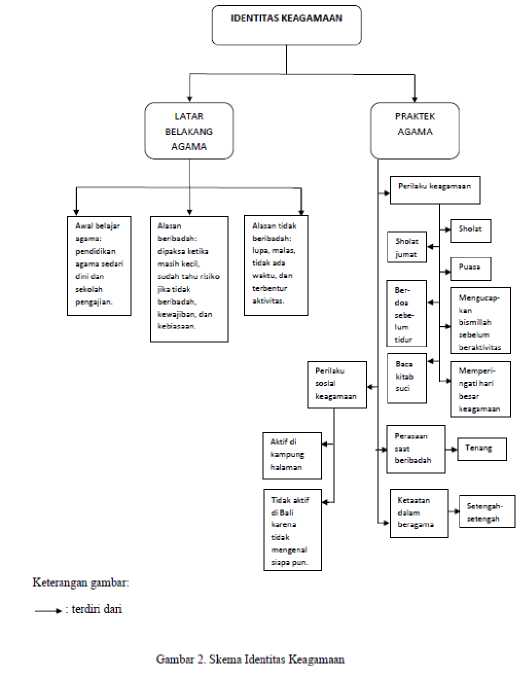 IDENTITAS KEAGAMAAN
LATAR
BELAKANG
AGAMA
PRAKTEK
AGAMA
Awal belajar
agama:
pendidikan
agama sedari
dini dan
sekolah
pengajian.
Alasan
beribadah:
dipaksa ketika
masih kecil,
sudah tahu risiko
jika tidak
beribadah,
kewajiban, dan
kebiasaan.
Alasan tidak
beribadah:
lupa, malas,
tidak ada
waktu, dan
terbentur
aktivitas.
Perilaku keagamaan
Sholat
Sholat
jumat
Puasa
Ber-
doa
sebe-
lum
tidur
Mengucap-
kan
bismillah
sebelum
beraktivitas
Baca
kitab
suci
Memperi-
ngati hari
besar
keagamaan
Perilaku
sosial
keagamaan
Aktif di
kampung
halaman
Tidak aktif
di Bali
karena
tidak
mengenal
siapa pun.
Perasaan
saat
beribadah
Tenang
Ketaatan
dalam
beragama
Setengah-
setengah
Keterangan gambar:
: terdiri dari
Gambar 2. Skema Identitas Keagamaan